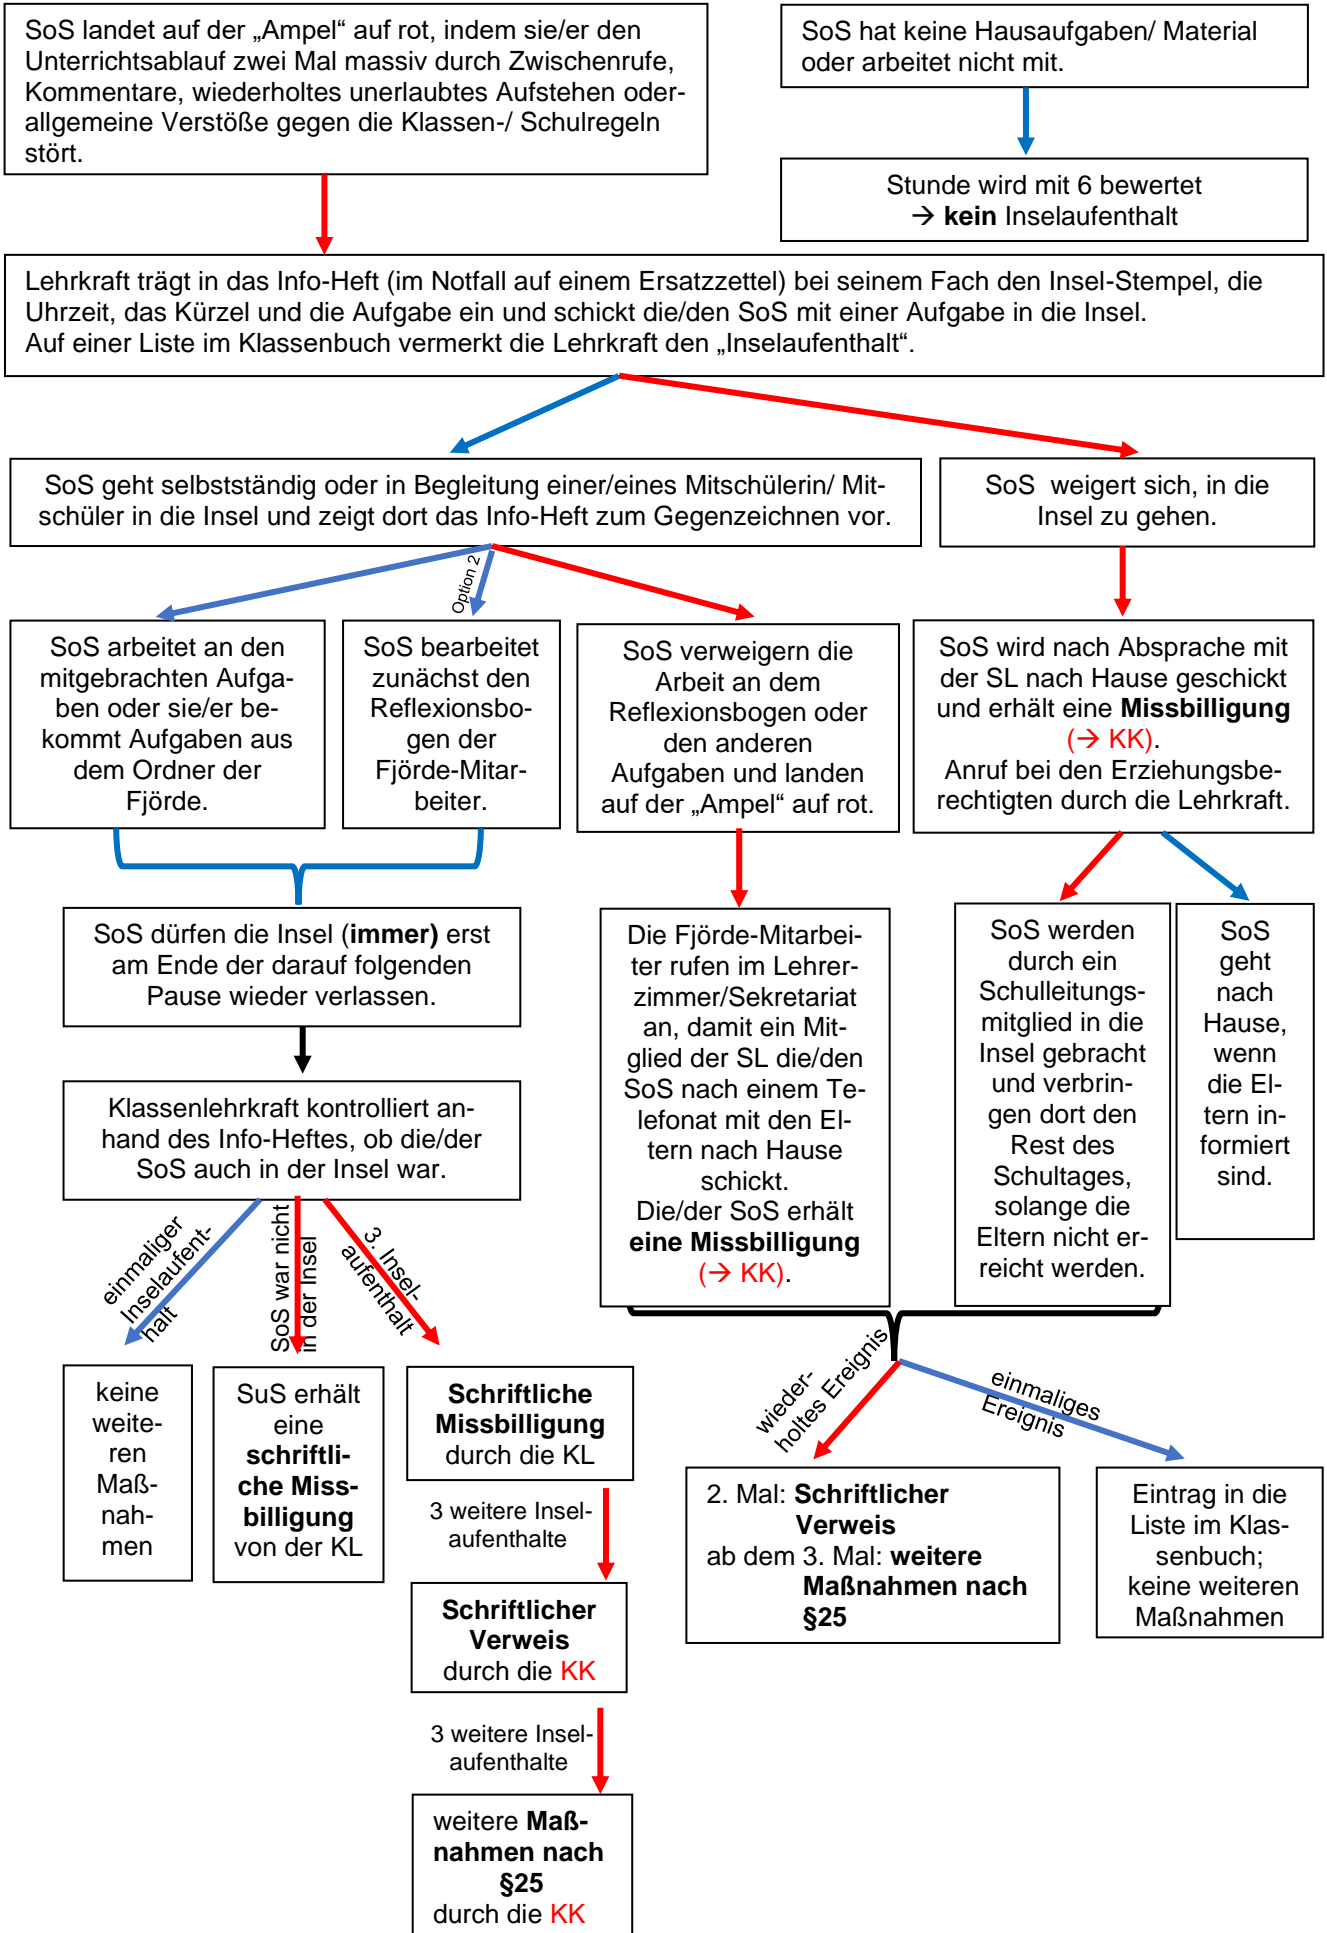 SoS landet auf der „Ampel“ auf rot, indem sie/er den
Unterrichtsablauf zwei Mal massiv durch Zwischenrufe,
Kommentare, wiederholtes unerlaubtes Aufstehen oder-
allgemeine Verstöße gegen die Klassen-/ Schulregeln
stört.
SoS hat keine Hausaufgaben/ Material
oder arbeitet nicht mit.
Stunde wird mit 6 bewertet
→ kein Inselaufenthalt
Lehrkraft trägt in das Info-Heft (im Notfall auf einem Ersatzzettel) bei seinem Fach den Insel-Stempel, die
Uhrzeit, das Kürzel und die Aufgabe ein und schickt die/den SoS mit einer Aufgabe in die Insel.
Auf einer Liste im Klassenbuch vermerkt die Lehrkraft den „Inselaufenthalt“.
SoS geht selbstständig oder in Begleitung einer/eines Mitschülerin/ Mit-
schüler in die Insel und zeigt dort das Info-Heft zum Gegenzeichnen vor.
SoS  weigert sich, in die
Insel zu gehen.
Option 2
SoS arbeitet an den
mitgebrachten Aufga-
ben oder sie/er be-
kommt Aufgaben aus
dem Ordner der
Fjörde.
SoS bearbeitet
zunächst den
Reflexionsbo-
gen der
Fjörde-Mitar-
beiter.
SoS verweigern die
Arbeit an dem
Reflexionsbogen oder
den anderen
Aufgaben und landen
auf der „Ampel“ auf rot.
SoS wird nach Absprache mit
der SL nach Hause geschickt
und erhält eine Missbilligung
(→ KK).
Anruf bei den Erziehungsbe-
rechtigten durch die Lehrkraft.
SoS dürfen die Insel (immer) erst
am Ende der darauf folgenden
Pause wieder verlassen.
Die Fjörde-Mitarbei-
ter rufen im Lehrer-
zimmer/Sekretariat
an, damit ein Mit-
glied der SL die/den
SoS nach einem Te-
lefonat mit den El-
tern nach Hause
schickt.
Die/der SoS erhält
eine Missbilligung
(→ KK).
SoS werden
durch ein
Schulleitungs-
mitglied in die
Insel gebracht
und verbrin-
gen dort den
Rest des
Schultages,
solange die
Eltern nicht er-
reicht werden.
SoS
geht
nach
Hause,
wenn
die El-
tern in-
formiert
sind.
Klassenlehrkraft kontrolliert an-
hand des Info-Heftes, ob die/der
SoS auch in der Insel war.
einmaliger
Inselaufent-
halt
SoS war nicht
in der Insel
3. Insel-
aufenthalt
keine
weite-
ren
Maß-
nah-
men
SuS erhält
eine
schriftli-
che Miss-
billigung
von der KL
Schriftliche
Missbilligung
durch die KL
3 weitere Insel-
aufenthalte
Schriftlicher
Verweis
durch die KK
3 weitere Insel-
aufenthalte
weitere Maß-
nahmen nach
§25
durch die KK
wieder-
holtes Ereignis
einmaliges
Ereignis
2. Mal: Schriftlicher
Verweis
ab dem 3. Mal: weitere
Maßnahmen nach
§25
Eintrag in die
Liste im Klas-
senbuch;
keine weiteren
Maßnahmen